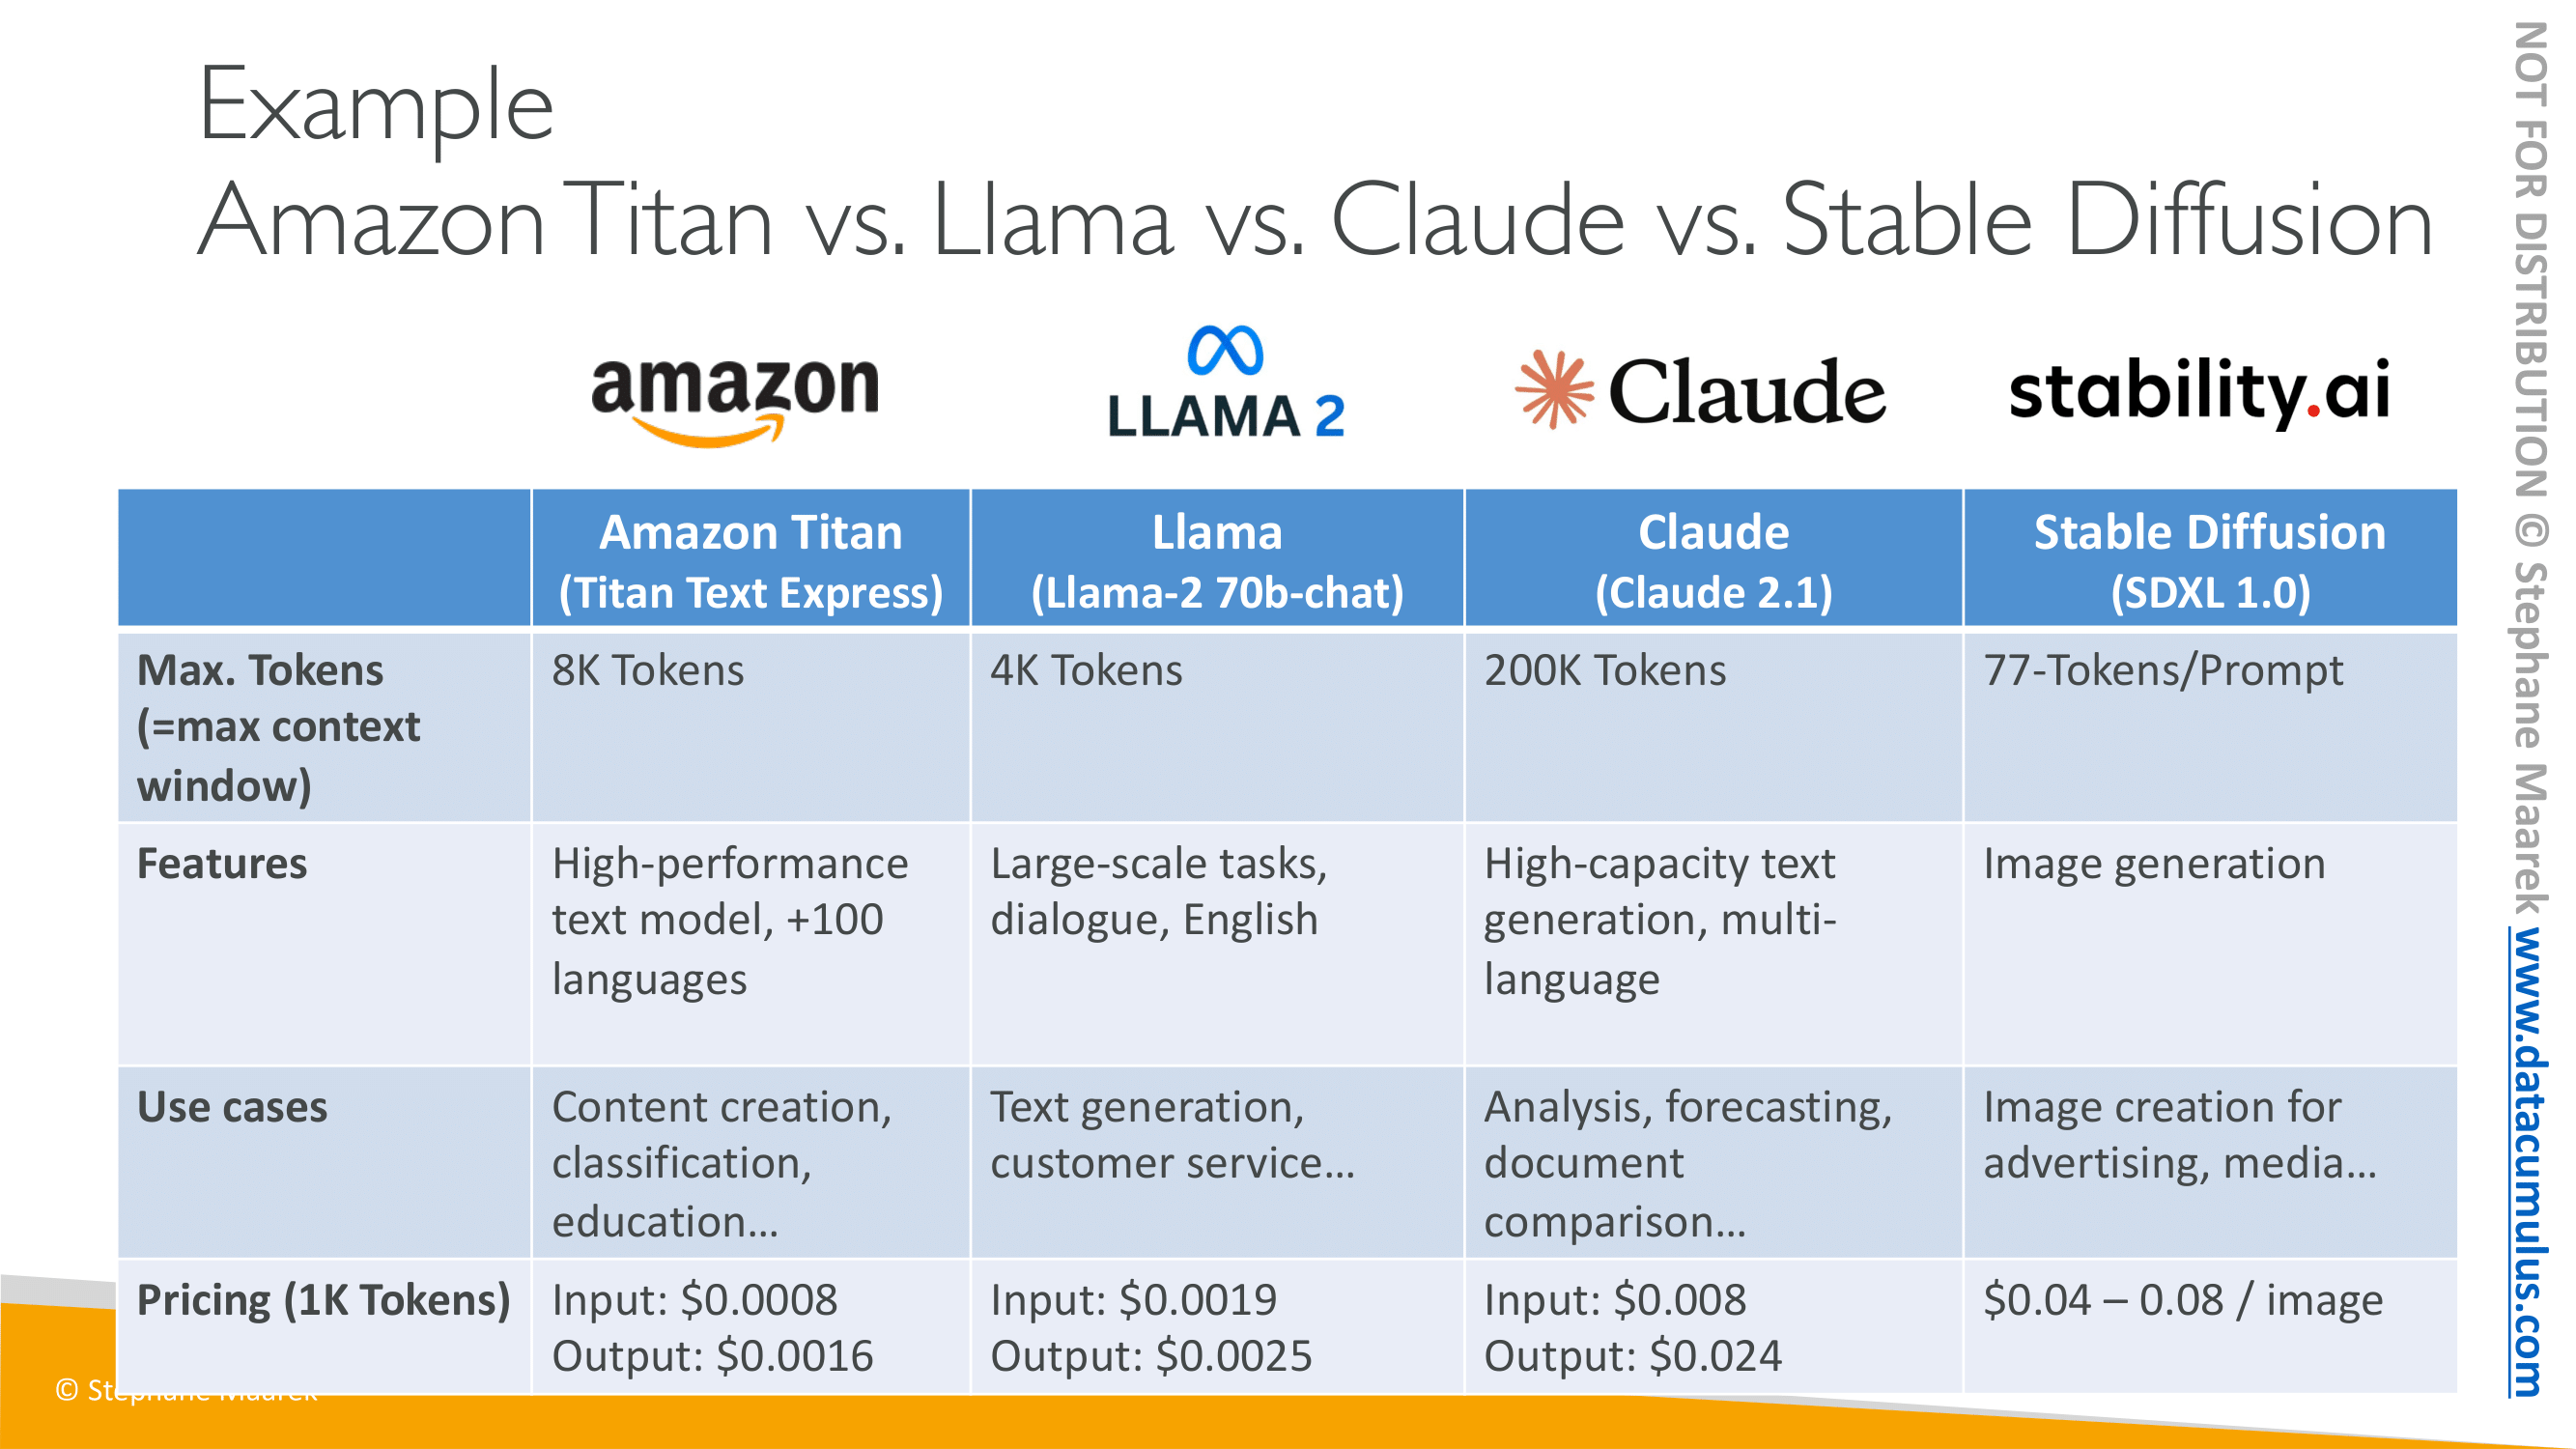 Example
Amazon Titan vs. Llama vs. Claude vs. Stable Diffusion
amazon
LLAMA 2
Claude
stability.ai
Amazon Titan
(Titan Text Express)
Llama
(Llama-2 70b-chat)
Claude
(Claude 2.1)
Stable Diffusion
(SDXL 1.0)
Max. Tokens
(=max context
window)
8K Tokens
4K Tokens
200K Tokens
77-Tokens/Prompt
Features
High-performance
text model, +100
languages
Large-scale tasks,
dialogue, English
High-capacity text
generation, multi-
language
Image generation
Use cases
Content creation,
classification,
education…
Text generation,
customer service…
Analysis, forecasting,
document
comparison…
Image creation for
advertising, media…
Pricing (1K Tokens)
Input: $0.0008
Output: $0.0016
Input: $0.0019
Output: $0.0025
Input: $0.008
Output: $0.024
$0.04 – 0.08 / image
© Stephane Maarek
NOT FOR DISTRIBUTION © Stephane Maarek www.datacumulus.com